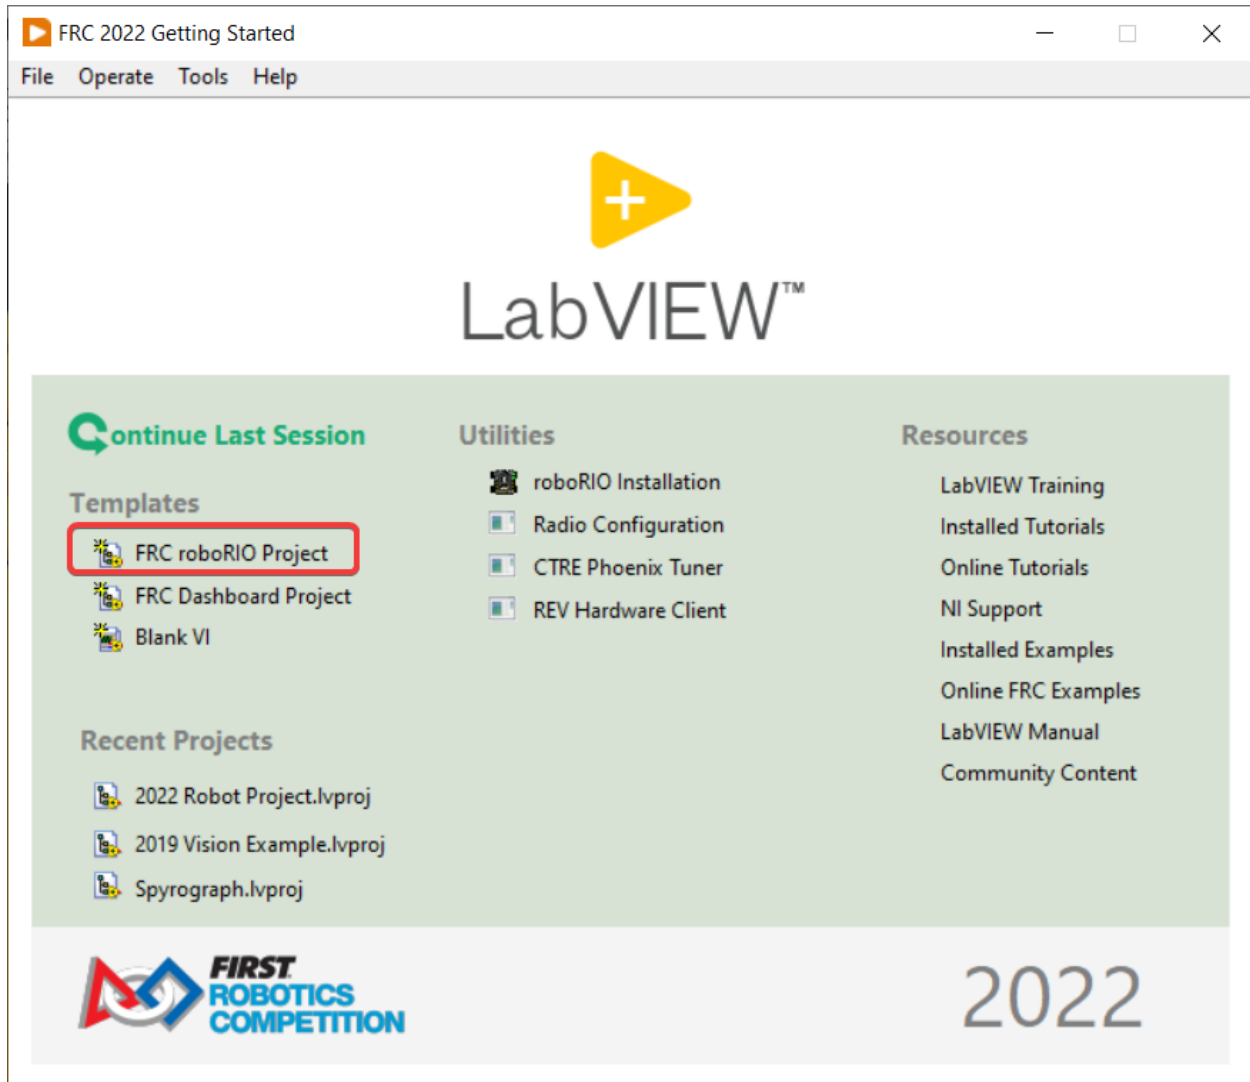 FRC 2022 Getting Started
File Operate Tools Help
LabVIEW™
Continue Last Session
Templates
FRC roboRIO Project
FRC Dashboard Project
Blank VI
Recent Projects
2022 Robot Project.lvproj
2019 Vision Example.lvproj
Spyrograph.lvproj
Utilities
roboRIO Installation
Radio Configuration
CTRE Phoenix Tuner
REV Hardware Client
Resources
LabVIEW Training
Installed Tutorials
Online Tutorials
NI Support
Installed Examples
Online FRC Examples
LabVIEW Manual
Community Content
FIRST
ROBOTICS
COMPETITION
2022